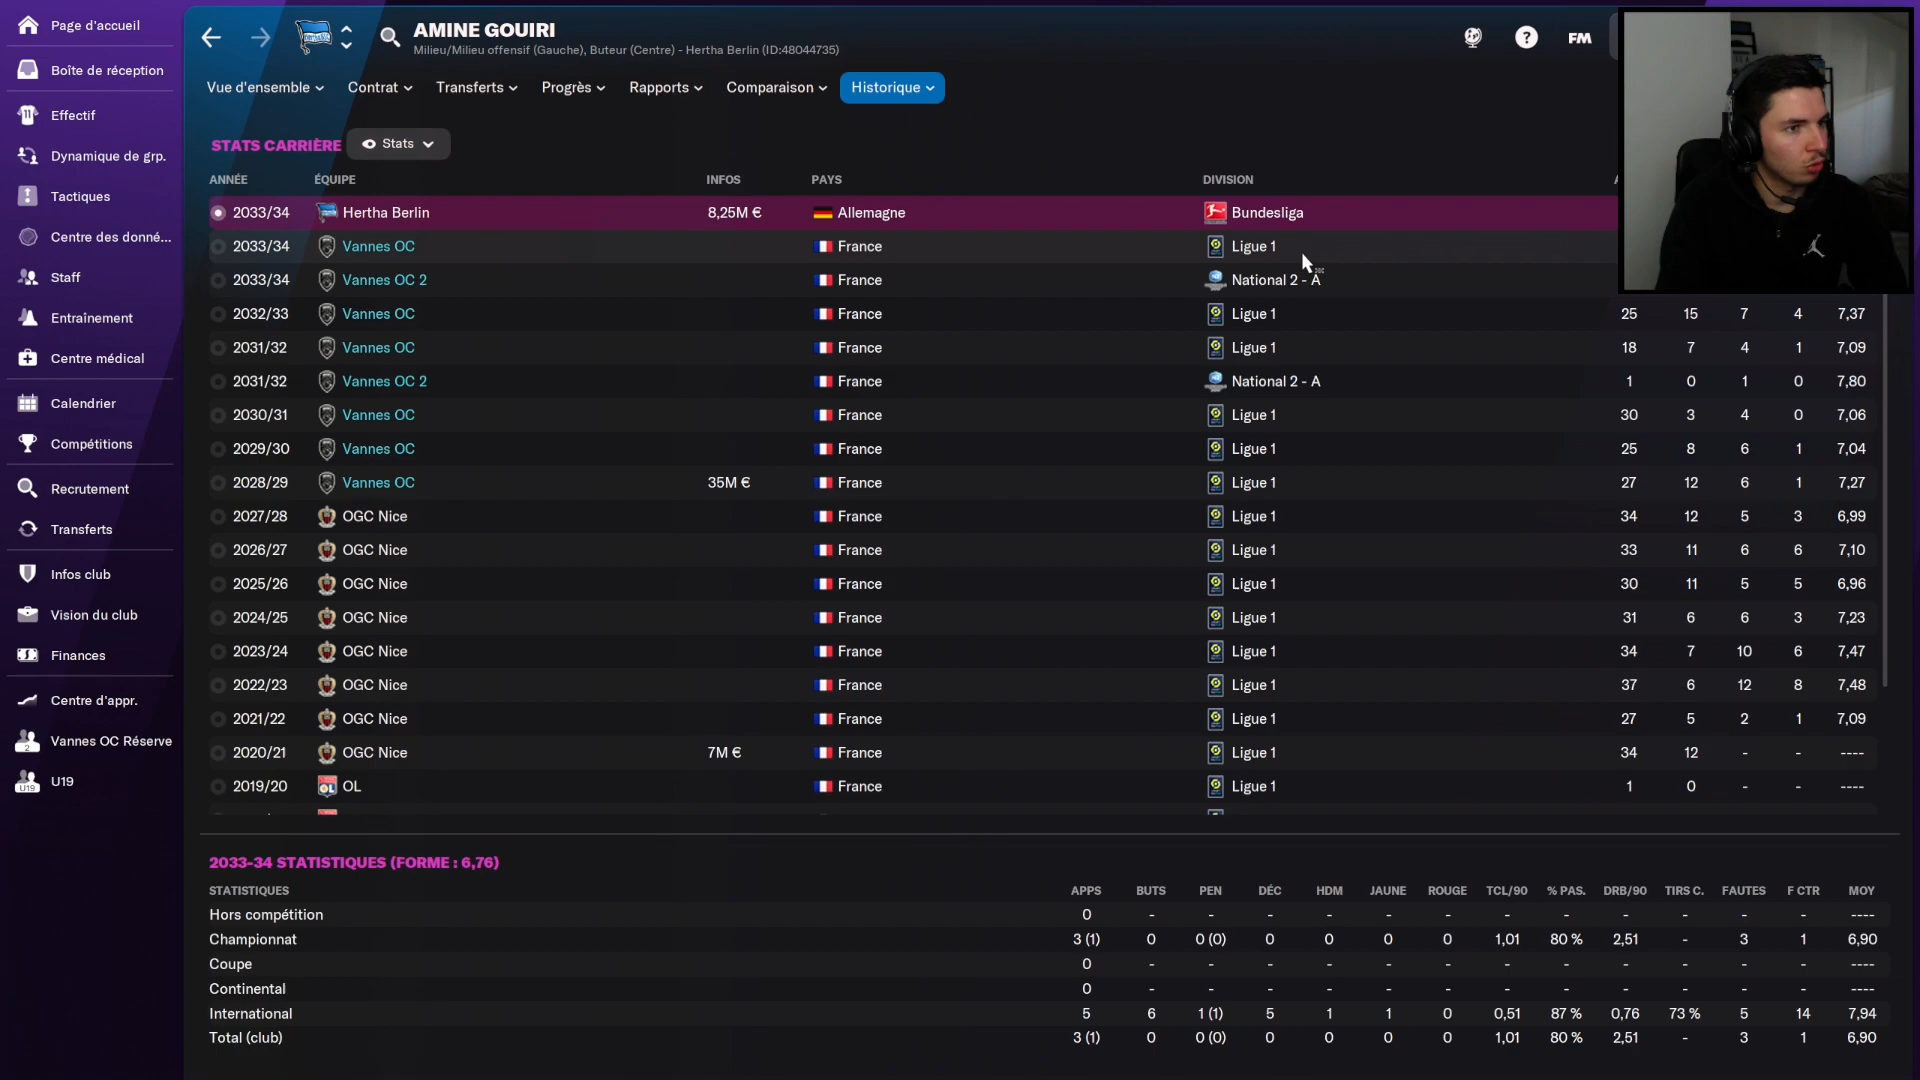 Page d'accueil
Boîte de réception
Effectif
Dynamique de grp.
Tactiques
Centre des donné...
Staff
Entraînement
Centre médical
Calendrier
Compétitions
Recrutement
Transferts
Infos club
Vision du club
Finances
Centre d'appr.
Vannes OC Réserve
U19
AMINE GOUIRI
Milieu/Milieu offensif (Gauche), Buteur (Centre) - Hertha Berlin (ID:48044735)
? FM
Vue d'ensemble Contrat Transferts Progrès Rapports Comparaison Historique
STATS CARRIÈRE Stats
ANNÉE ÉQUIPE INFOS PAYS DIVISION
2033/34 Hertha Berlin 8,25M € Allemagne Bundesliga
2033/34 Vannes OC France Ligue 1
2033/34 Vannes OC 2 France National 2 - A
2032/33 Vannes OC France Ligue 1 25 15 7 4 7,37
2031/32 Vannes OC France Ligue 1 18 7 4 1 7,09
2031/32 Vannes OC 2 France National 2 - A 1 0 1 0 7,80
2030/31 Vannes OC France Ligue 1 30 3 4 0 7,06
2029/30 Vannes OC France Ligue 1 25 8 6 1 7,04
2028/29 Vannes OC 35M € France Ligue 1 27 12 6 1 7,27
2027/28 OGC Nice France Ligue 1 34 12 5 3 6,99
2026/27 OGC Nice France Ligue 1 33 11 6 6 7,10
2025/26 OGC Nice France Ligue 1 30 11 5 5 6,96
2024/25 OGC Nice France Ligue 1 31 6 6 3 7,23
2023/24 OGC Nice France Ligue 1 34 7 10 6 7,47
2022/23 OGC Nice France Ligue 1 37 6 12 8 7,48
2021/22 OGC Nice France Ligue 1 27 5 2 1 7,09
2020/21 OGC Nice 7M € France Ligue 1 34 12 - - ----
2019/20 OL France Ligue 1 1 0 - - ----
2033-34 STATISTIQUES (FORME : 6,76)
STATISTIQUES APPS BUTS PEN DÉC HDM JAUNE ROUGE TCL/90 % PAS. DRB/90 TIRS C. FAUTES F CTR MOY
Hors compétition 0 - - - - - - - - - - - - ----
Championnat 3 (1) 0 0 (0) 0 0 0 0 1,01 80 % 2,51 - 3 1 6,90
Coupe 0 - - - - - - - - - - - - ----
Continental 0 - - - - - - - - - - - - ----
International 5 6 1 (1) 5 1 1 0 0,51 87 % 0,76 73 % 5 14 7,94
Total (club) 3 (1) 0 0 (0) 0 0 0 0 1,01 80 % 2,51 - 3 1 6,90